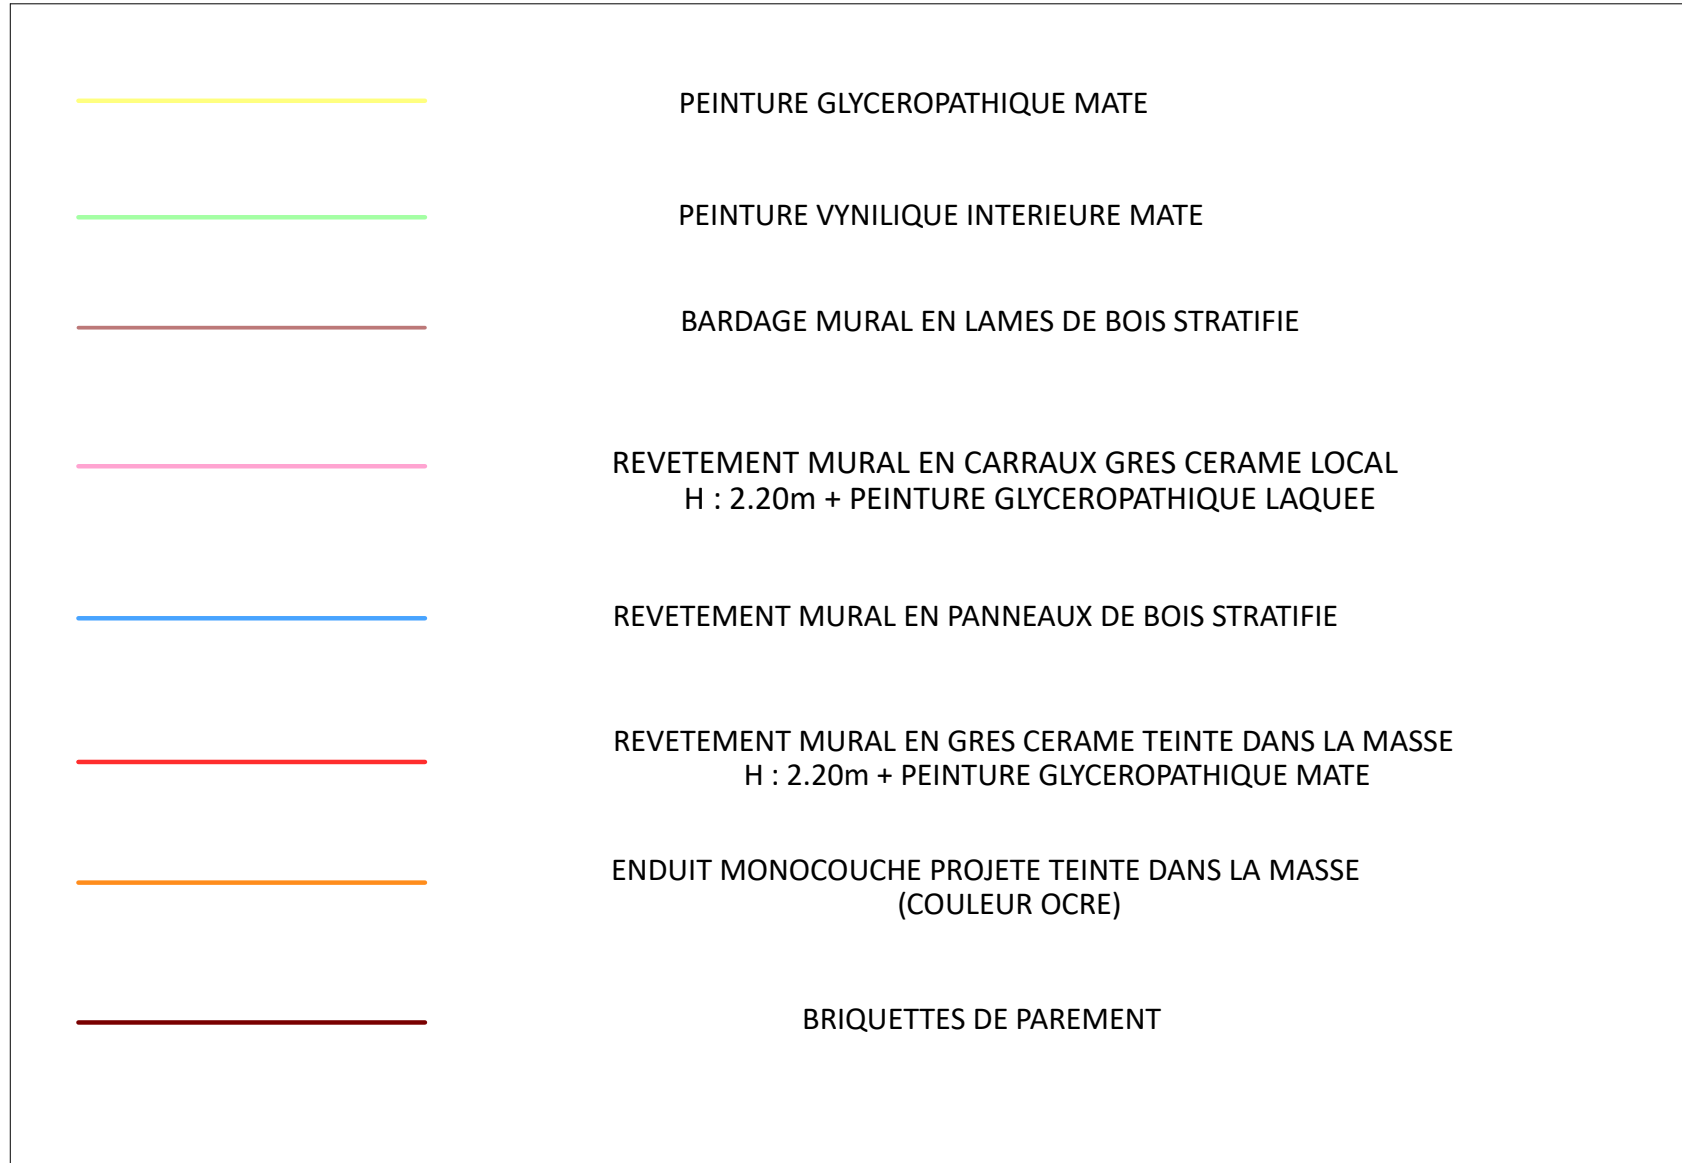 PEINTURE GLYCEROPATHIQUE MATE
PEINTURE VYNILIQUE INTERIEURE MATE
BARDAGE MURAL EN LAMES DE BOIS STRATIFIE
REVETEMENT MURAL EN CARRAUX GRES CERAME LOCAL
H : 2.20m + PEINTURE GLYCEROPATHIQUE LAQUEE
REVETEMENT MURAL EN PANNEAUX DE BOIS STRATIFIE
REVETEMENT MURAL EN GRES CERAME TEINTE DANS LA MASSE
H : 2.20m + PEINTURE GLYCEROPATHIQUE MATE
ENDUIT MONOCOUCHE PROJETE TEINTE DANS LA MASSE
(COULEUR OCRE)
BRIQUETTES DE PAREMENT